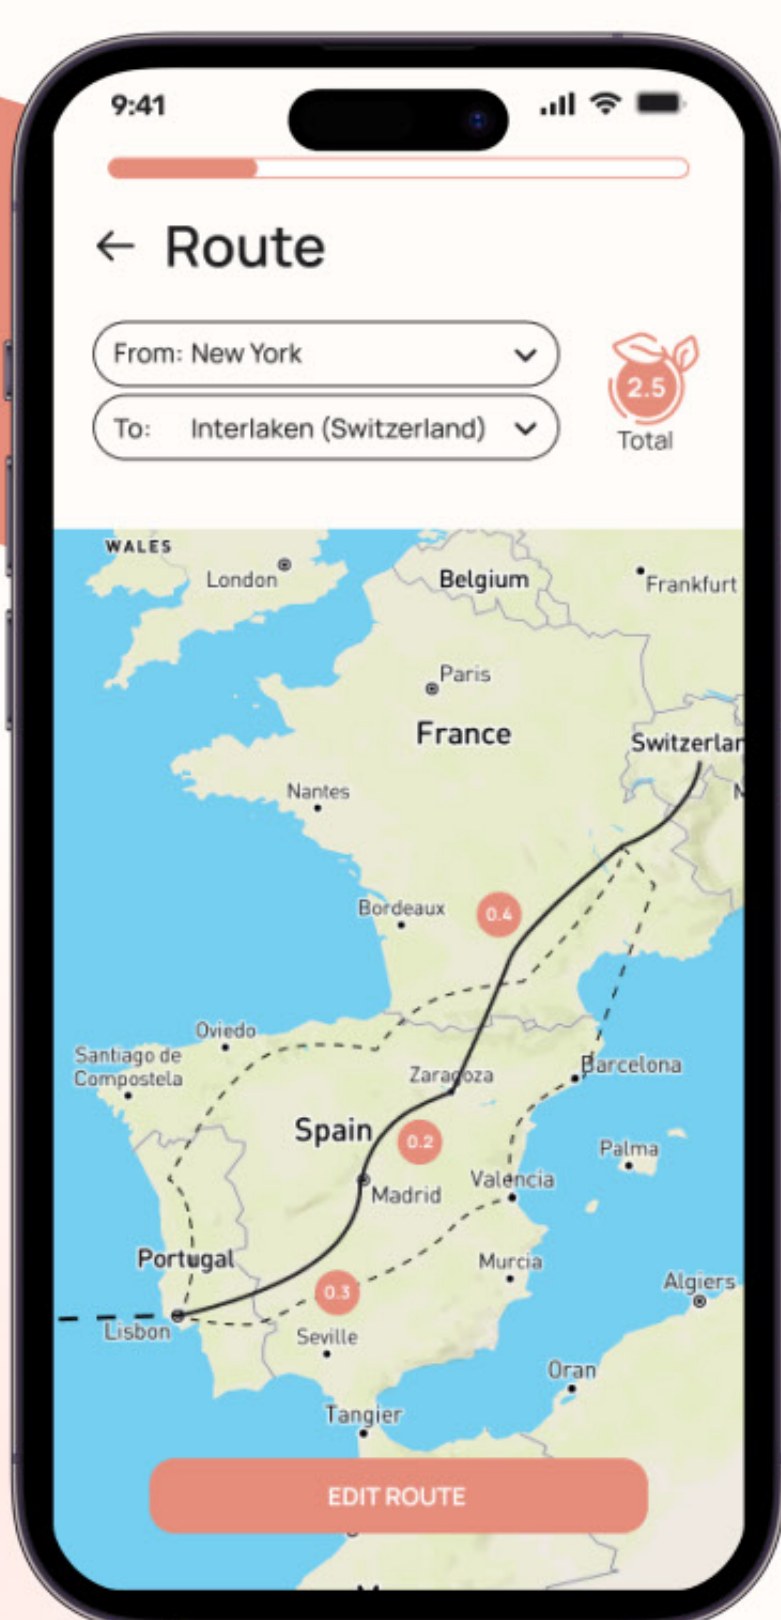 9:41
Route
From: New York
To: Interlaken (Switzerland)
2.5
Total
WALES
London
Belgium
Frankfurt
Paris
France
Switzerlar
Nantes
Bordeaux
0.4
Oviedo
Santiago de
Compostela
Zaragoza
Barcelona
Spain
0.2
Palma
Madrid
Valencia
Portugal
Murcia
0.3
Algiers
Lisbon
Seville
Oran
Tangier
EDIT ROUTE